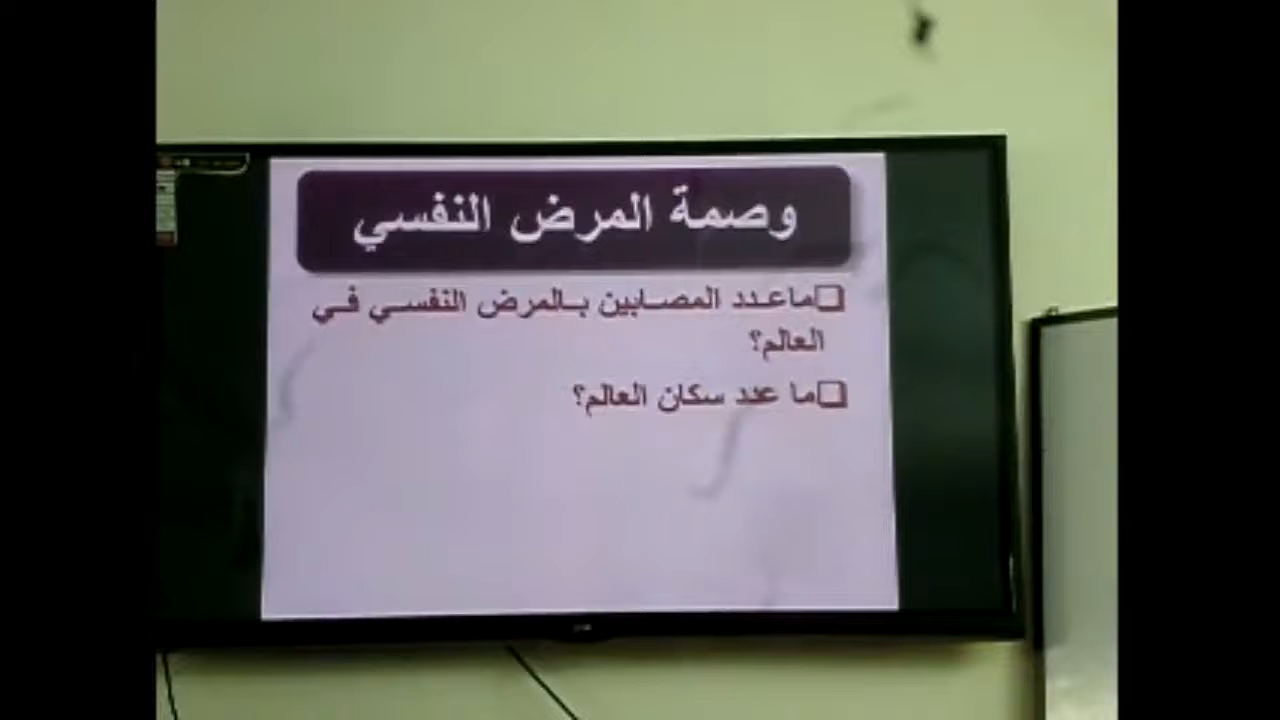 وصمة المرض النفسي
❑ماعدد المصابين بالمرض النفسي في
العالم؟
❑ما عدد سكان العالم؟